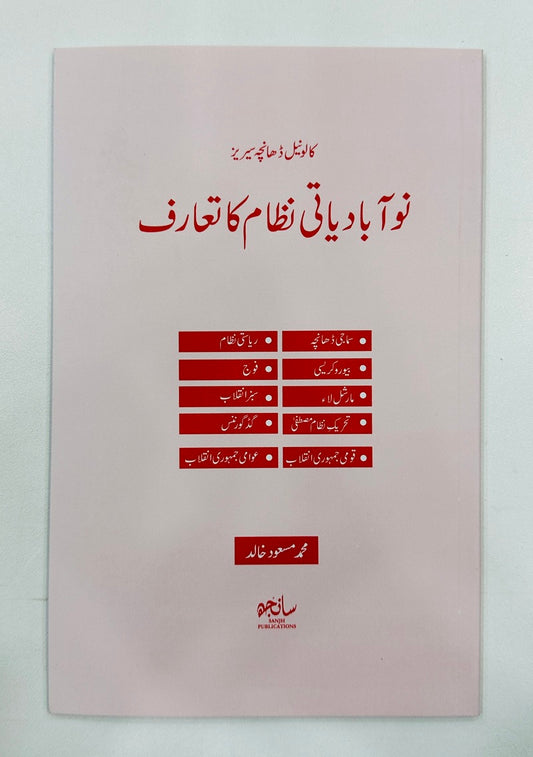 کالونیل ڈھانچہ سیریز
نوآبادیاتی نظام کا تعارف
• سماجی ڈھانچہ • ریاستی نظام
• بیوروکریسی • فوج
• مارشل لاء • سبز انقلاب
• تحریک نظام مصطفیٰ • گڈ گورننس
• قومی جمہوری انقلاب • عوامی جمہوری انقلاب
محمد مسعود خالد
سانجھ
SANJH
PUBLICATIONS